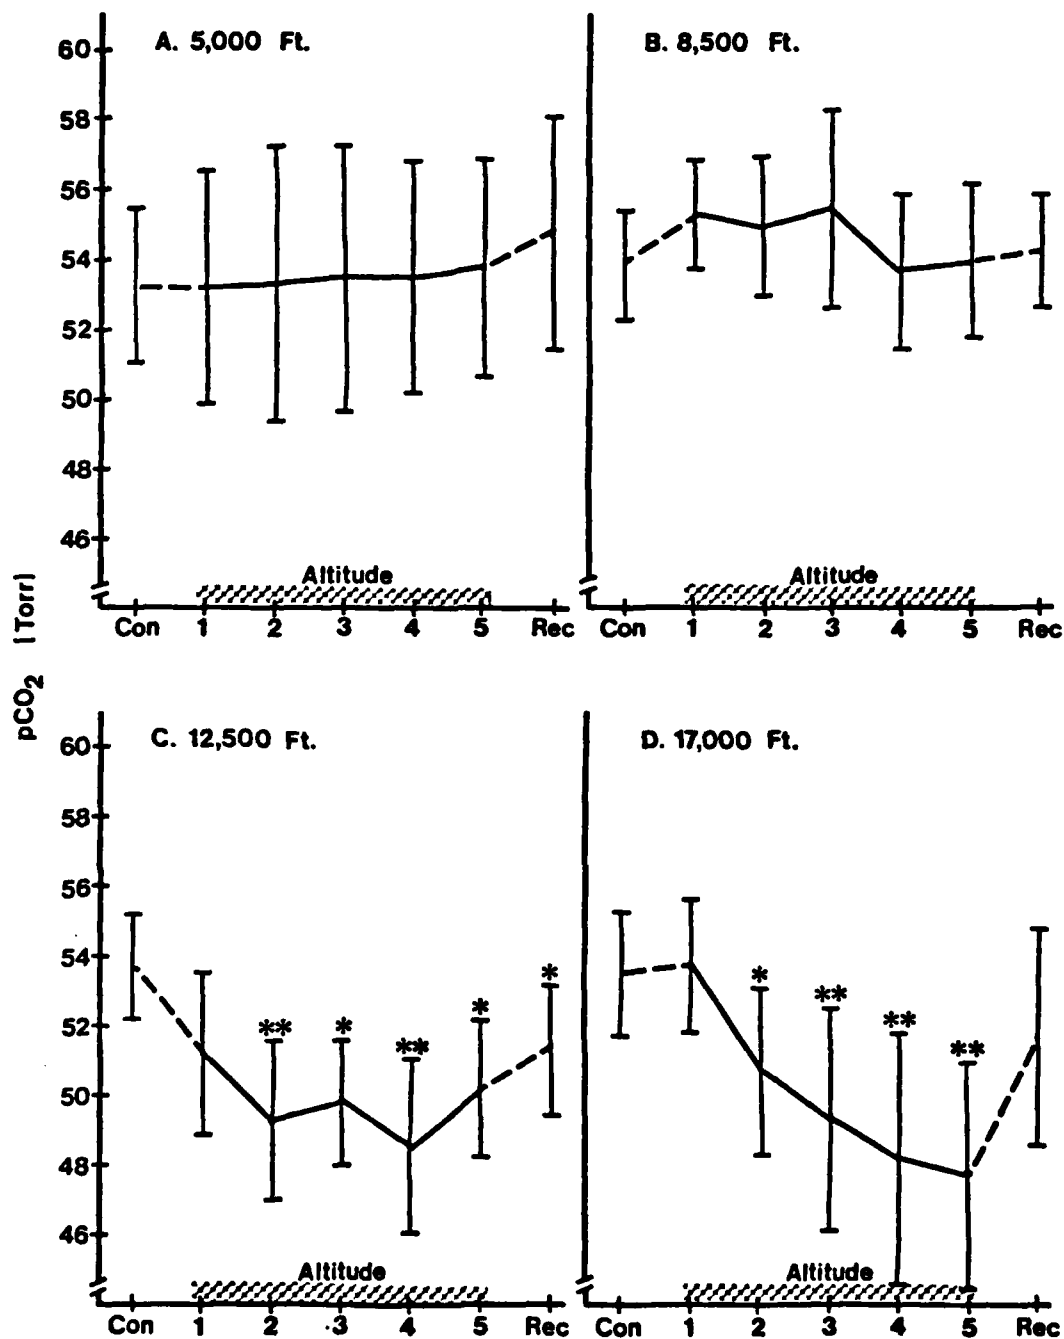 A. 5,000 Ft.
B. 8,500 Ft.
60
58
56
54
52
50
48
46
Altitude
Altitude
Con 1 2 3 4 5 Rec
Con 1 2 3 4 5 Rec
pCO2 [Torr]
C. 12,500 Ft.
D. 17,000 Ft.
60
58
56
54
52
50
48
46
** * ** * *
* ** ** **
Altitude
Altitude
Con 1 2 3 4 5 Rec
Con 1 2 3 4 5 Rec